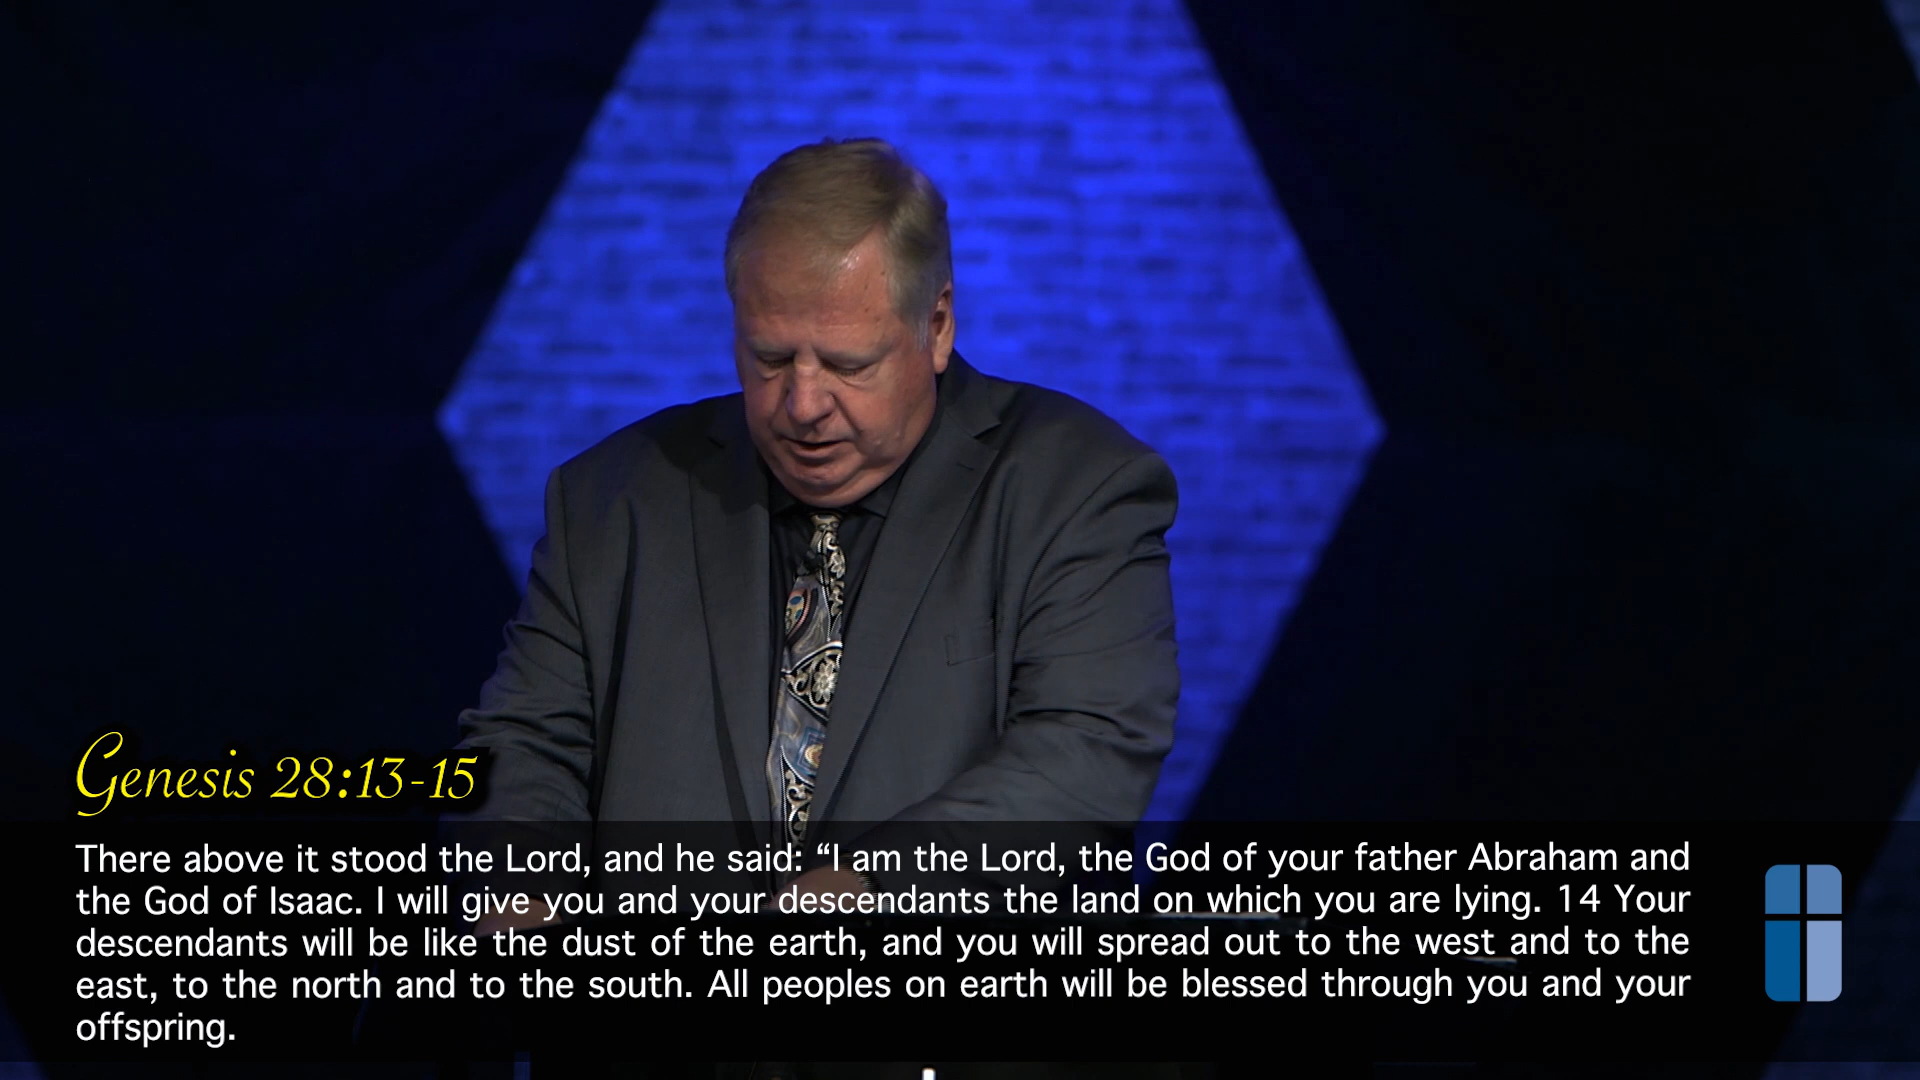 Genesis 28:13-15
There above it stood the Lord, and he said: “I am the Lord, the God of your father Abraham and
the God of Isaac. I will give you and your descendants the land on which you are lying. 14 Your
descendants will be like the dust of the earth, and you will spread out to the west and to the
east, to the north and to the south. All peoples on earth will be blessed through you and your
offspring.